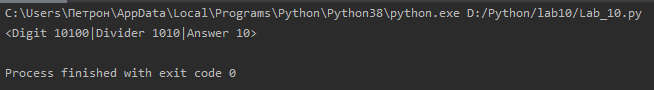 C:\Users\Петрон\AppData\Local\Programs\Python\Python38\python.exe D:/Python/lab10/Lab_10.py
<Digit 10100|Divider 1010|Answer 10>
Process finished with exit code 0